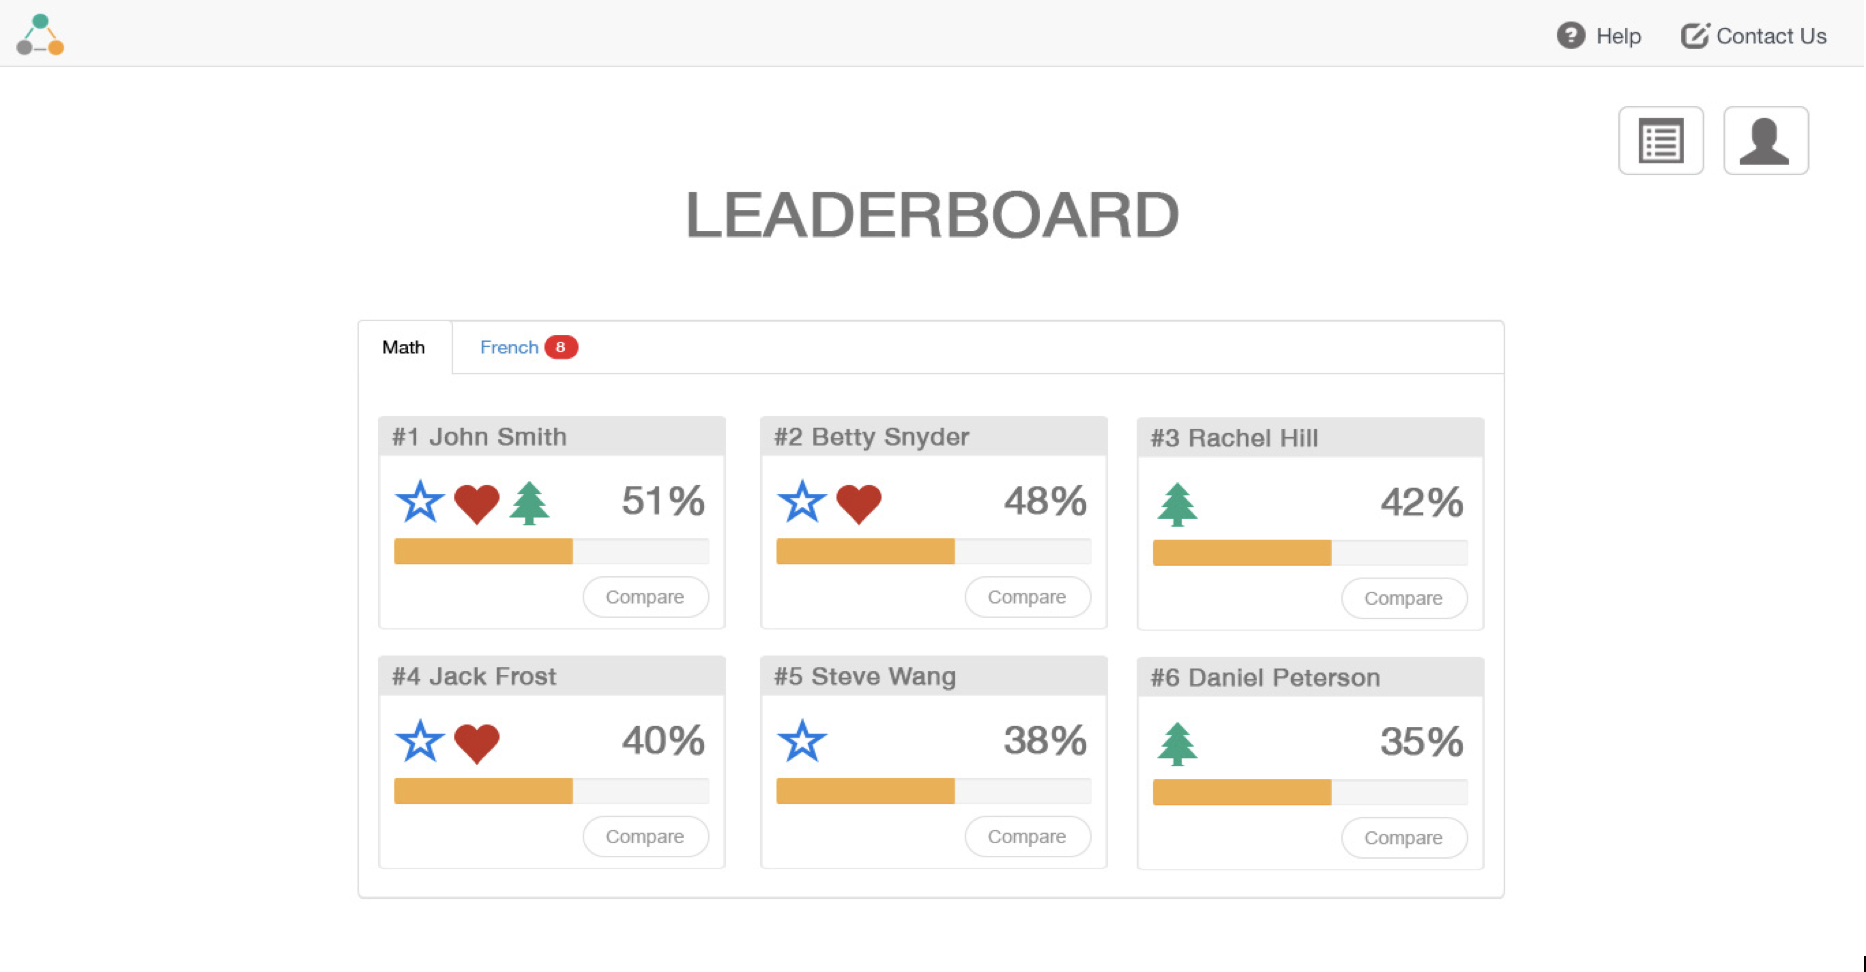 Help Contact Us
LEADERBOARD
Math French 8
#1 John Smith
51%
Compare
#2 Betty Snyder
48%
Compare
#3 Rachel Hill
42%
Compare
#4 Jack Frost
40%
Compare
#5 Steve Wang
38%
Compare
#6 Daniel Peterson
35%
Compare